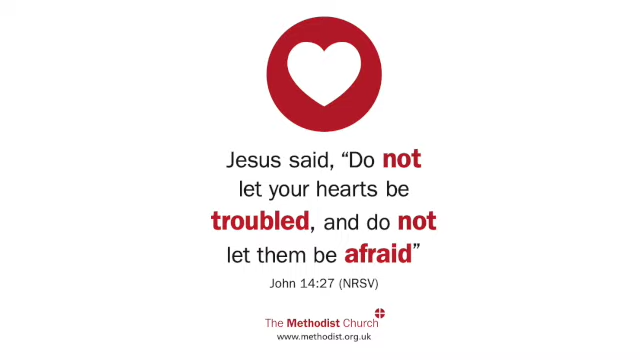 Jesus said, “Do not
let your hearts be
troubled, and do not
let them be afraid”
John 14:27 (NRSV)
The Methodist Church
www.methodist.org.uk